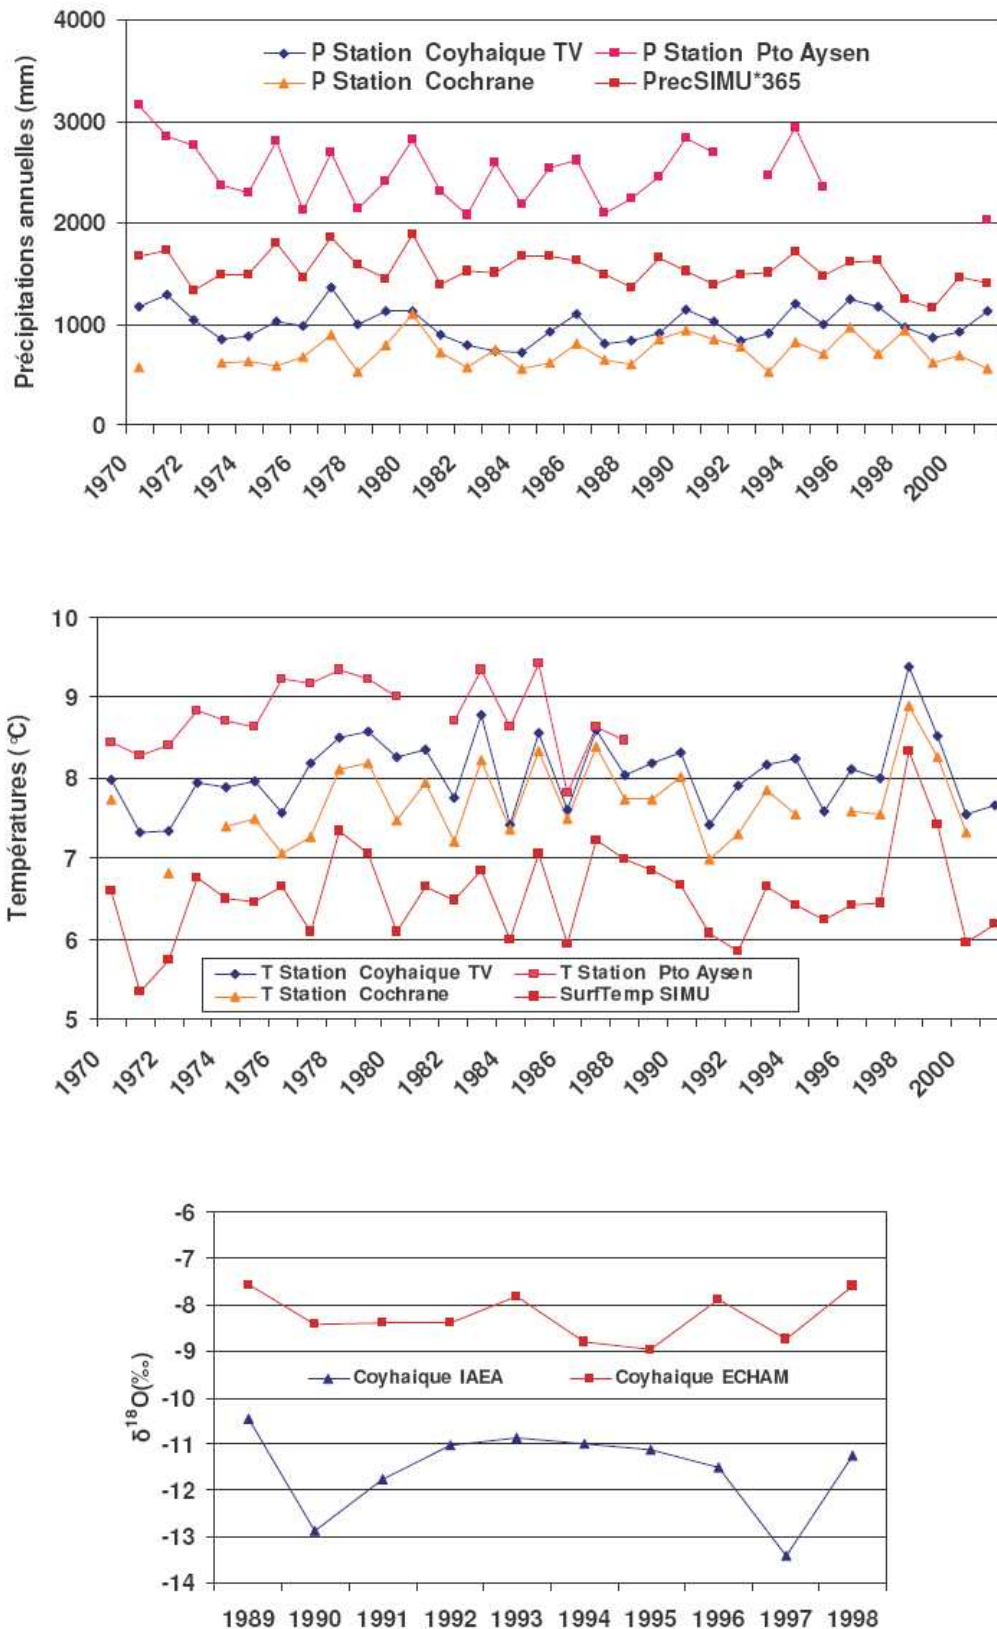 Précipitations annuelles (mm)
4000
3000
2000
1000
0
P Station Coyhaique TV P Station Pto Aysen
P Station Cochrane PrecSIMU*365
1970 1972 1974 1976 1978 1980 1982 1984 1986 1988 1990 1992 1994 1996 1998 2000
Températures (°C)
10
9
8
7
6
5
T Station Coyhaique TV T Station Pto Aysen
T Station Cochrane SurfTemp SIMU
1970 1972 1974 1976 1978 1980 1982 1984 1986 1988 1990 1992 1994 1996 1998 2000
δ18O(‰)
-6
-7
-8
-9
-10
-11
-12
-13
-14
Coyhaique IAEA Coyhaique ECHAM
1989 1990 1991 1992 1993 1994 1995 1996 1997 1998